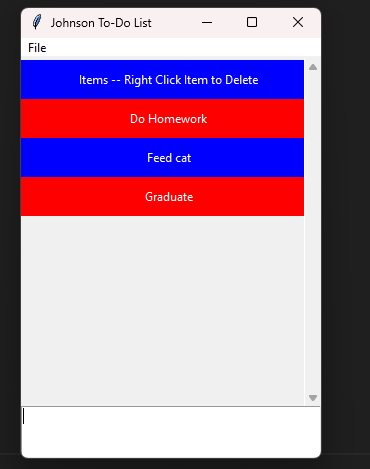 Johnson To-Do List
File
Items -- Right Click Item to Delete
Do Homework
Feed cat
Graduate